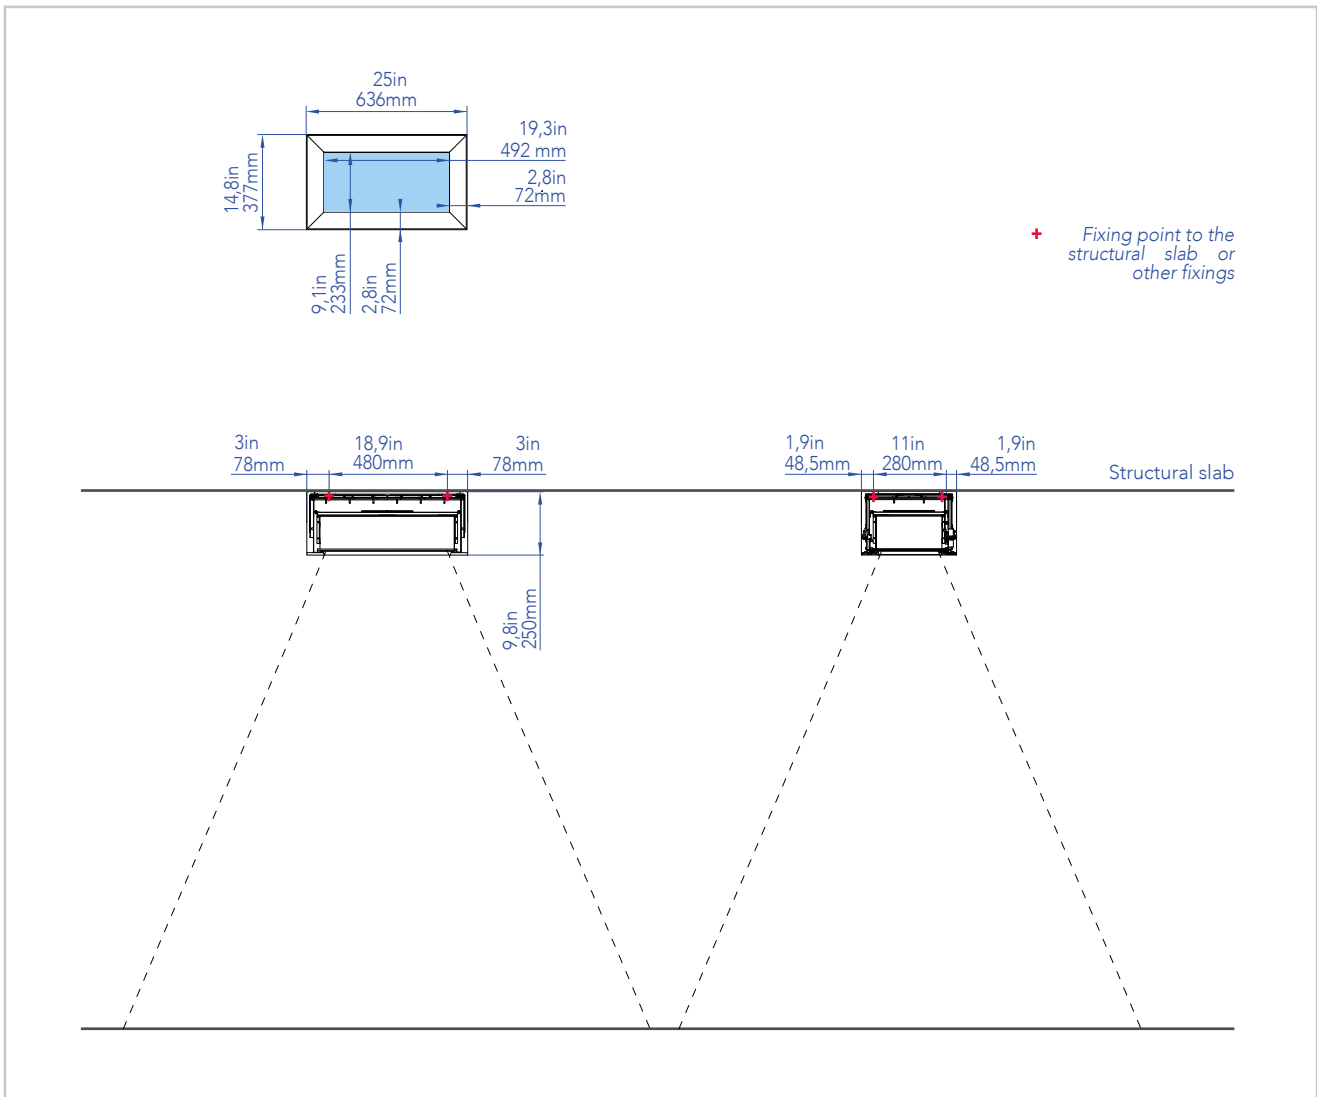 25in
636mm
19,3in
492 mm
2,8in
72mm
14,8in
377mm
9,1in
233mm
2,8in
72mm
+ Fixing point to the
structural slab or
other fixings
3in
78mm
18,9in
480mm
3in
78mm
1,9in
48,5mm
11in
280mm
1,9in
48,5mm
Structural slab
9,8in
250mm